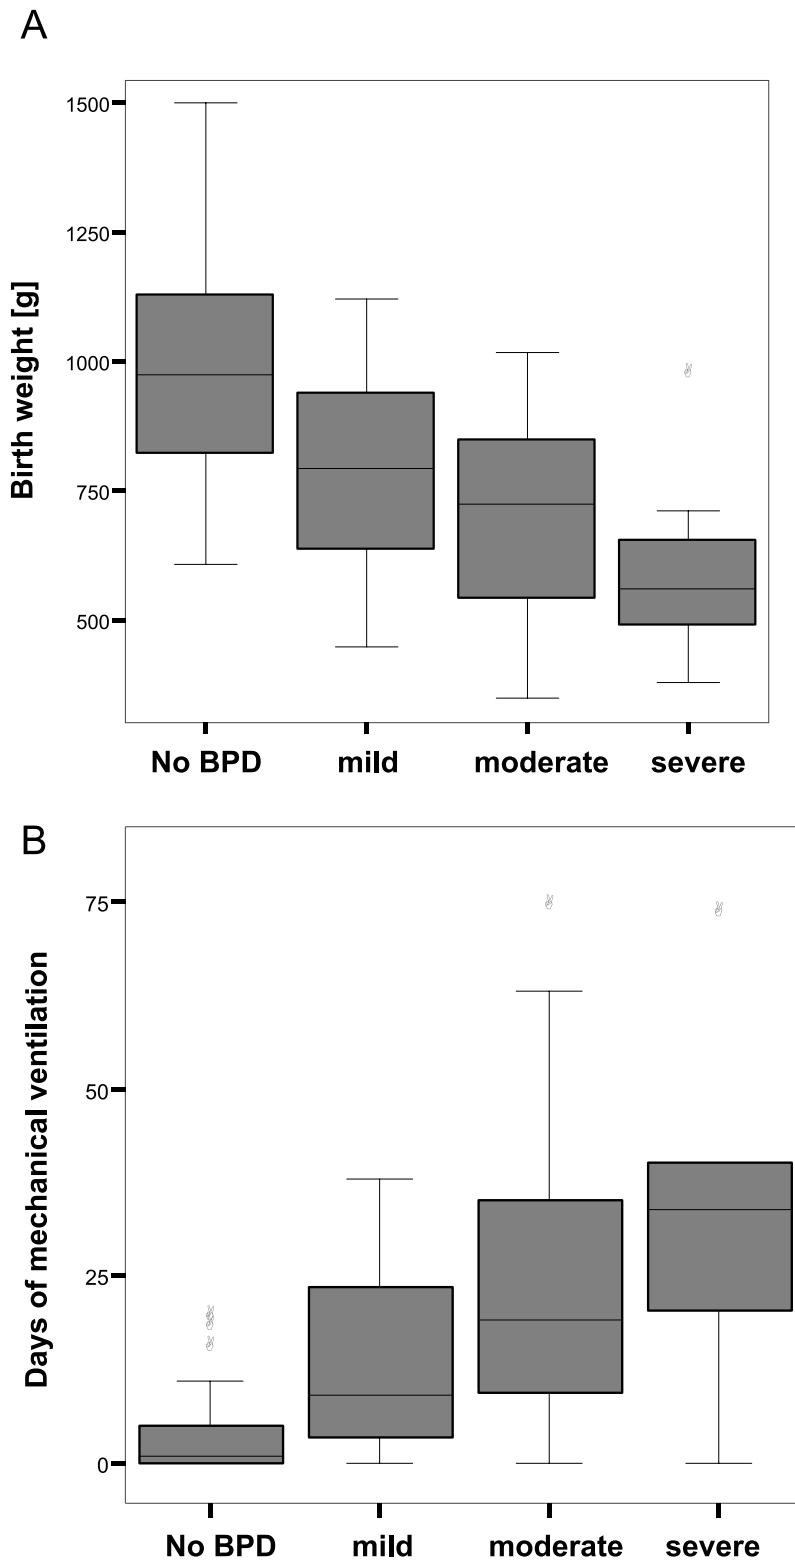 A
1500
1250
1000
750
500
Birth weight [g]
No BPD mild moderate severe
B
75
50
25
0
Days of mechanical ventilation
No BPD mild moderate severe